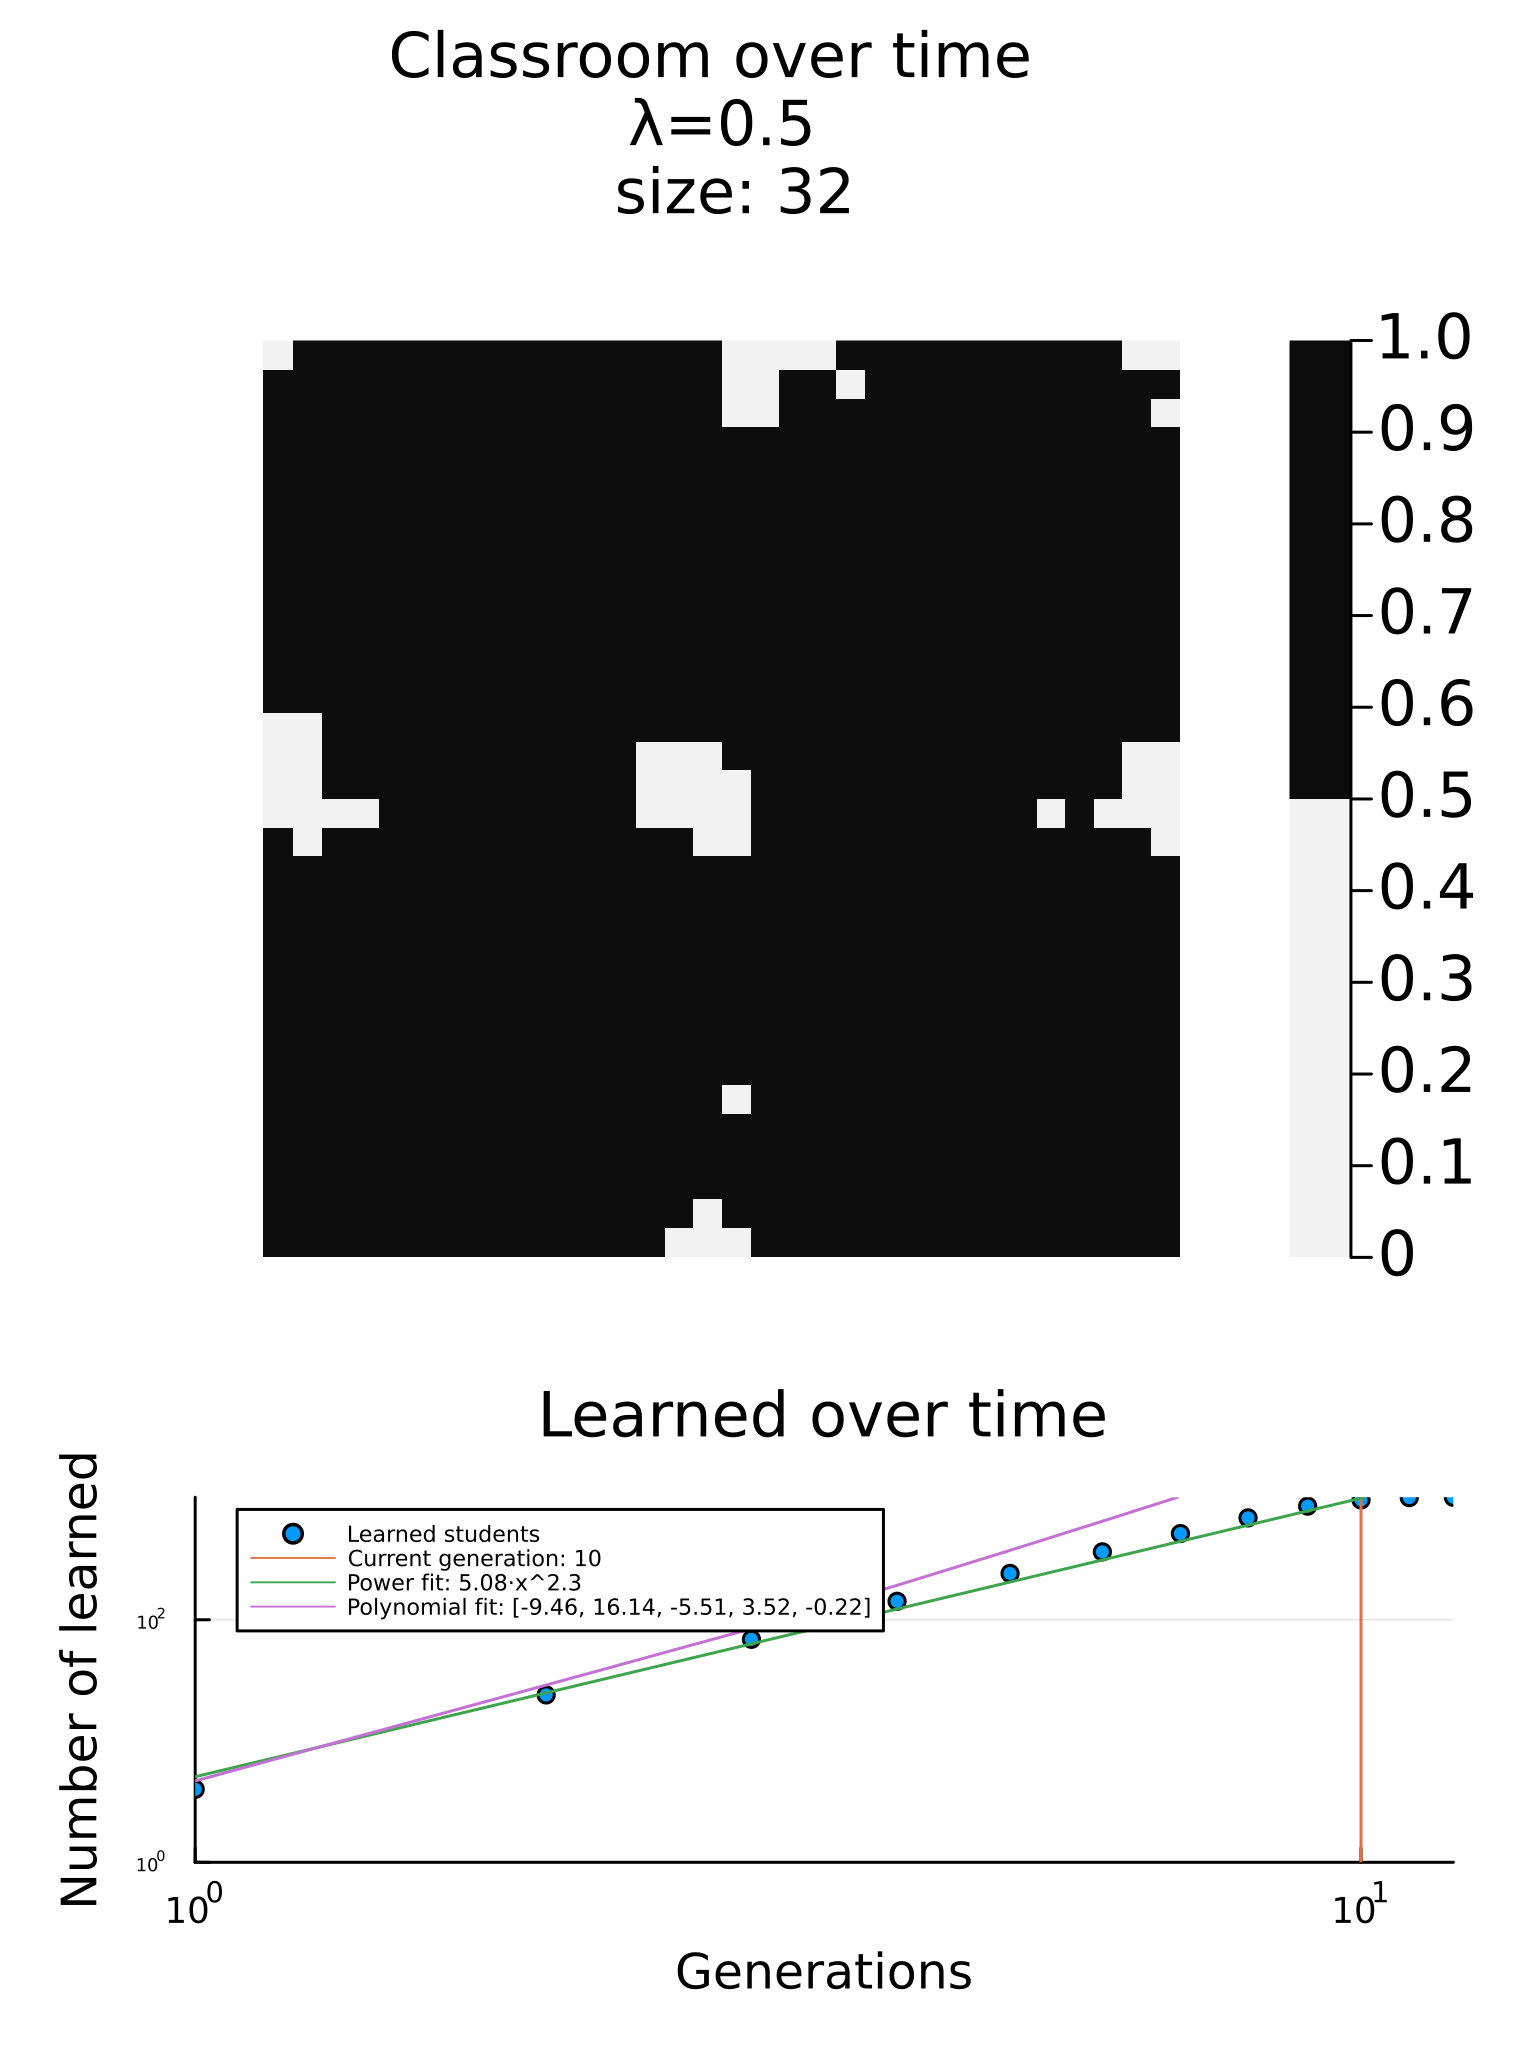 Classroom over time
λ=0.5
size: 32
1.0
0.9
0.8
0.7
0.6
0.5
0.4
0.3
0.2
0.1
0
Learned over time
Number of learned
Learned students
Current generation: 10
Power fit: 5.08·x^2.3
Polynomial fit: [-9.46, 16.14, -5.51, 3.52, -0.22]
10²
10⁰
10⁰
10¹
Generations